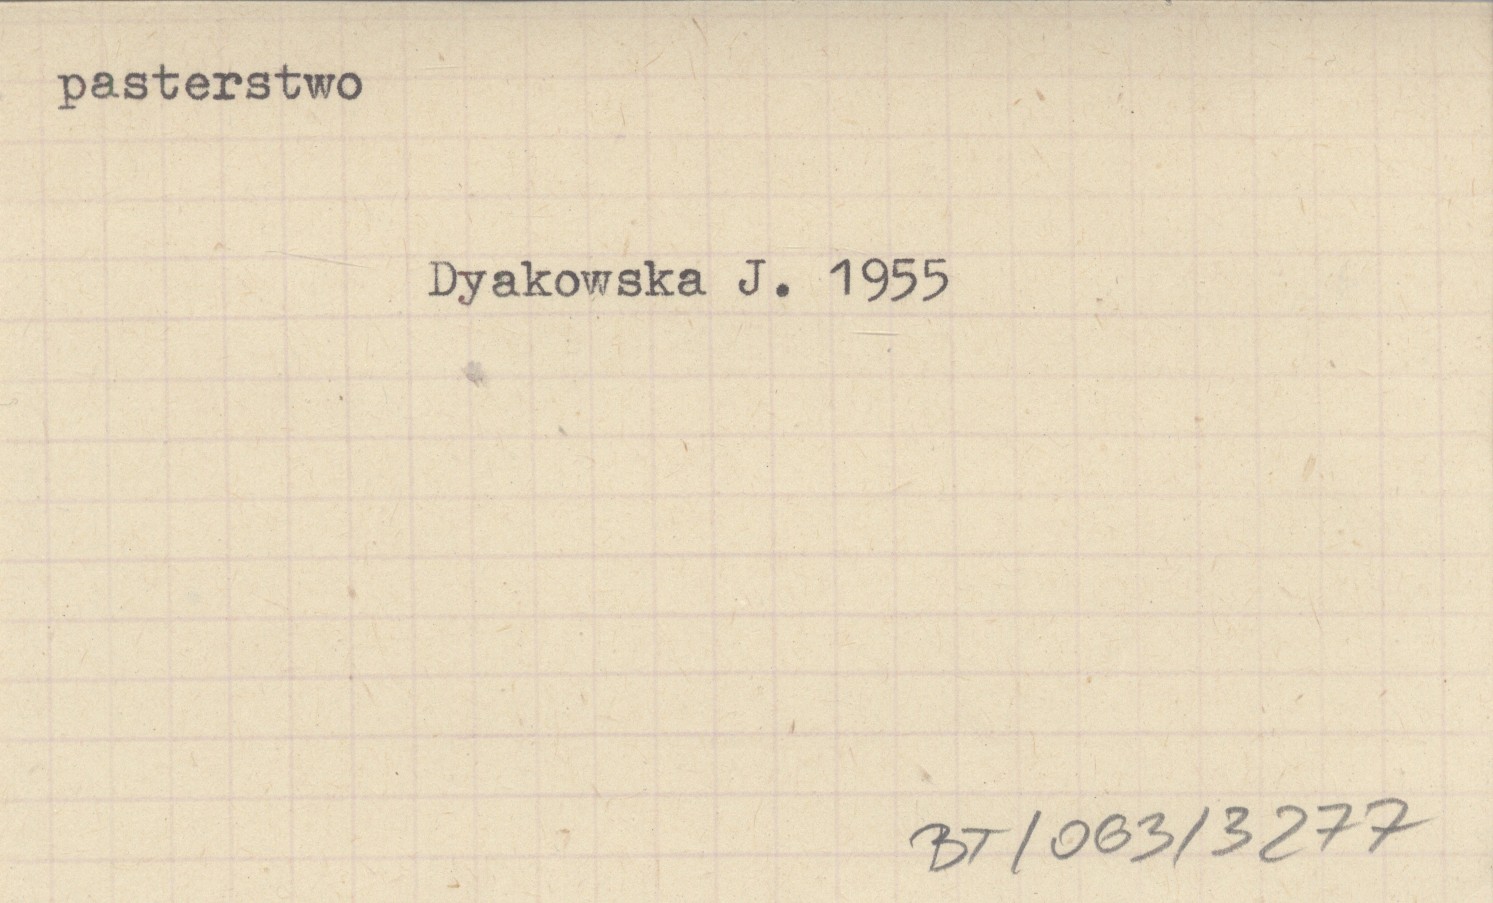 pasterstwo
Dyakowska J. 1955
BT/063/3277